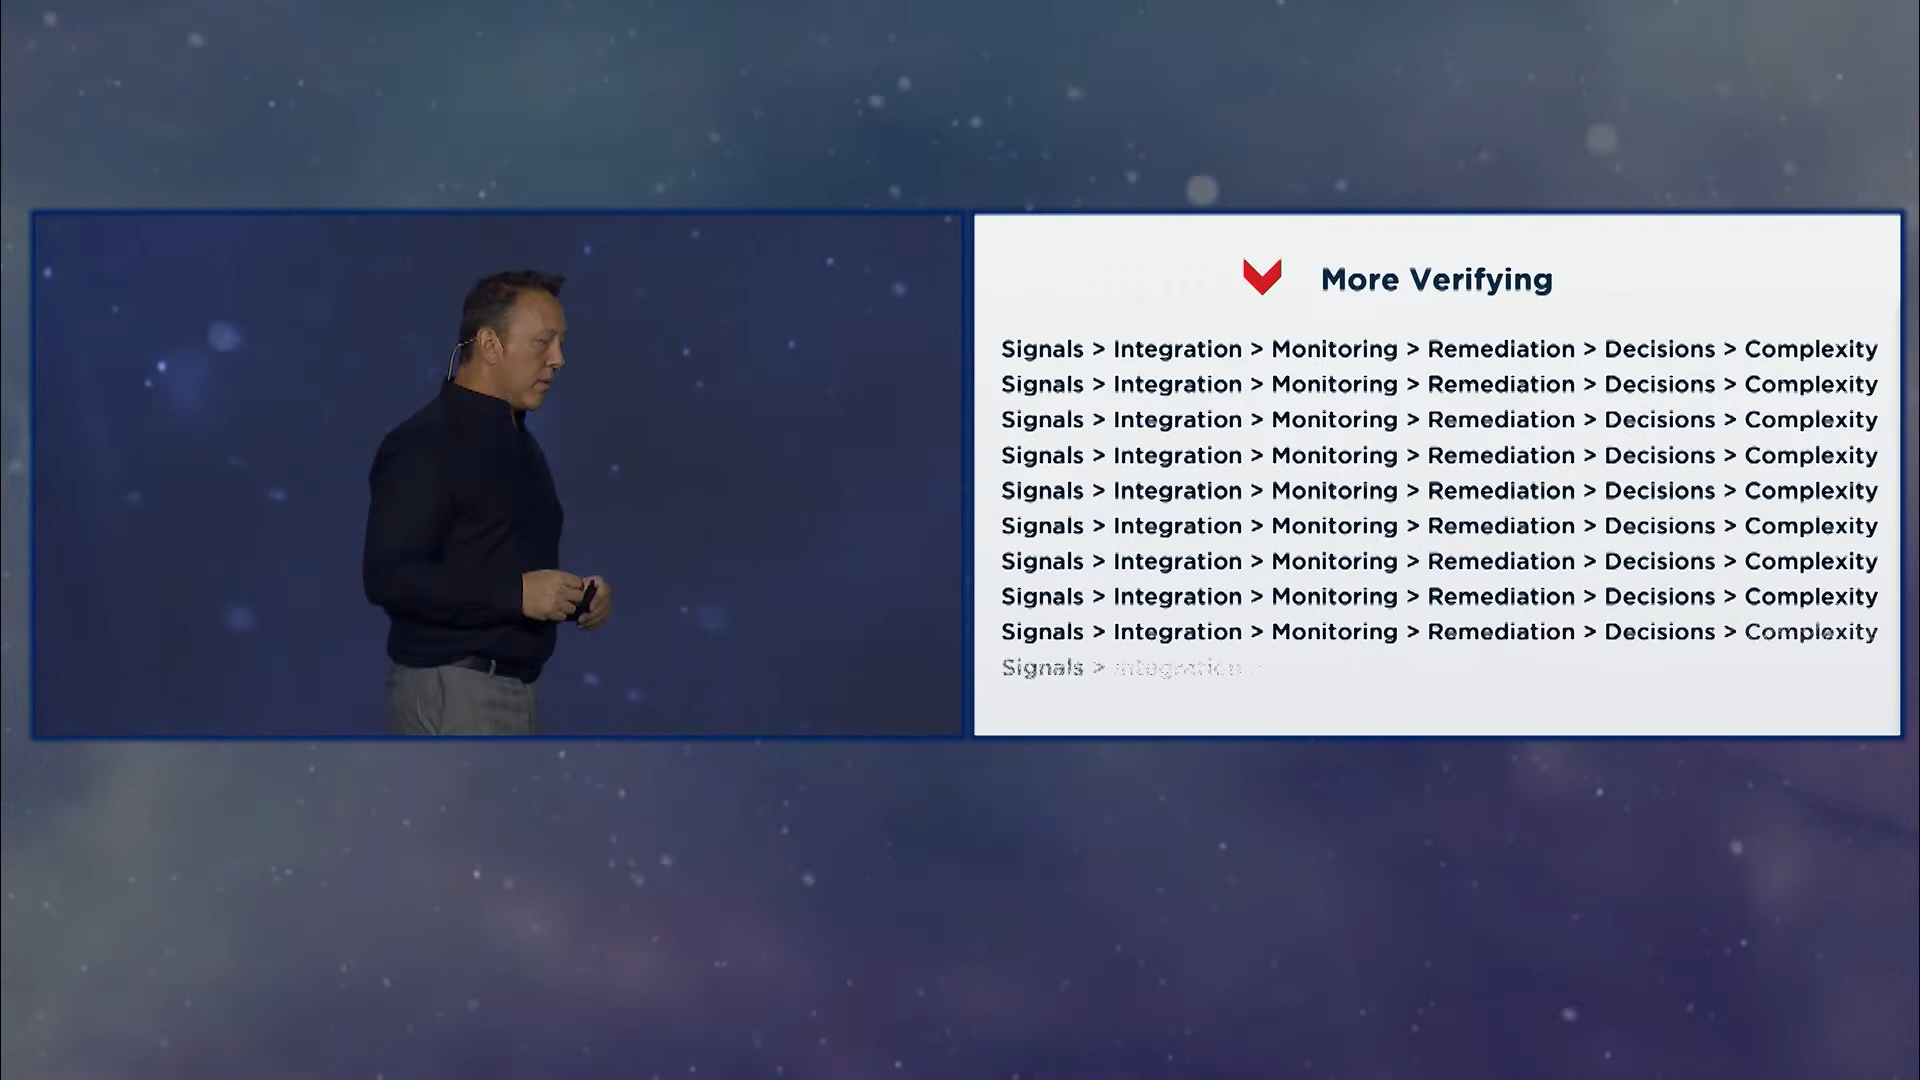 More Verifying
Signals > Integration > Monitoring > Remediation > Decisions > Complexity
Signals > Integration > Monitoring > Remediation > Decisions > Complexity
Signals > Integration > Monitoring > Remediation > Decisions > Complexity
Signals > Integration > Monitoring > Remediation > Decisions > Complexity
Signals > Integration > Monitoring > Remediation > Decisions > Complexity
Signals > Integration > Monitoring > Remediation > Decisions > Complexity
Signals > Integration > Monitoring > Remediation > Decisions > Complexity
Signals > Integration > Monitoring > Remediation > Decisions > Complexity
Signals > Integration > Monitoring > Remediation > Decisions > Complexity
Signals > Integration >